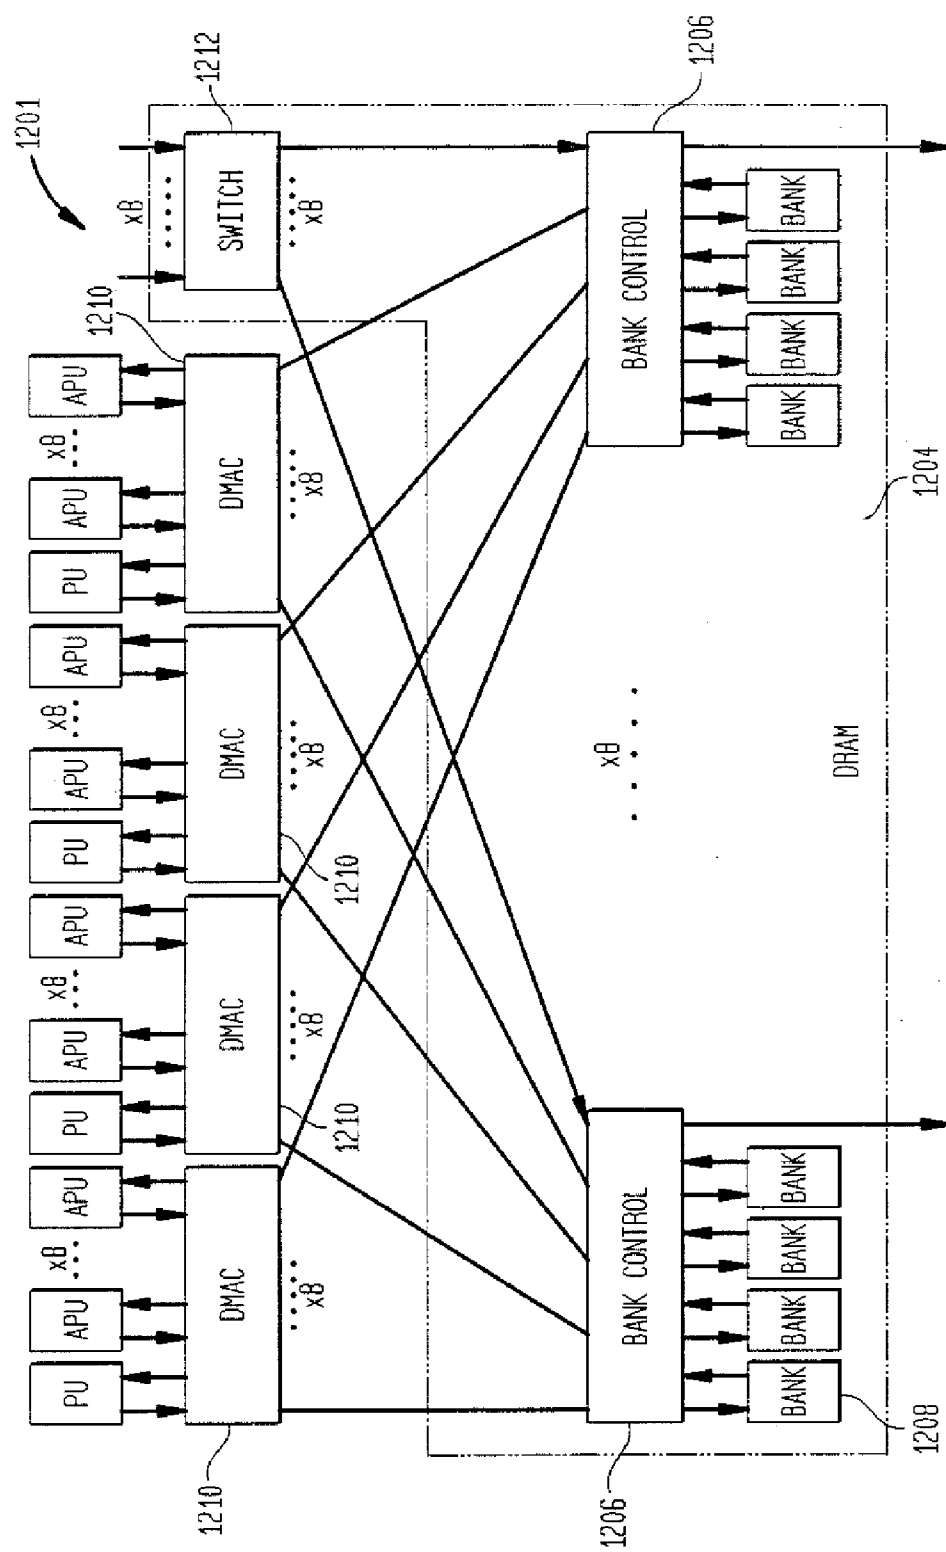 1201
PU
APU
x8
APU
PU
APU
x8
APU
PU
APU
x8
APU
PU
APU
x8
APU
x8
1210
1212
DMAC
DMAC
DMAC
DMAC
SWITCH
1210
x8
x8
1210
x8
1210
x8
x8
1206
1206
BANK CONTROL
x8
BANK CONTROL
BANK
BANK
BANK
BANK
BANK
BANK
BANK
BANK
DRAM
1208
1204